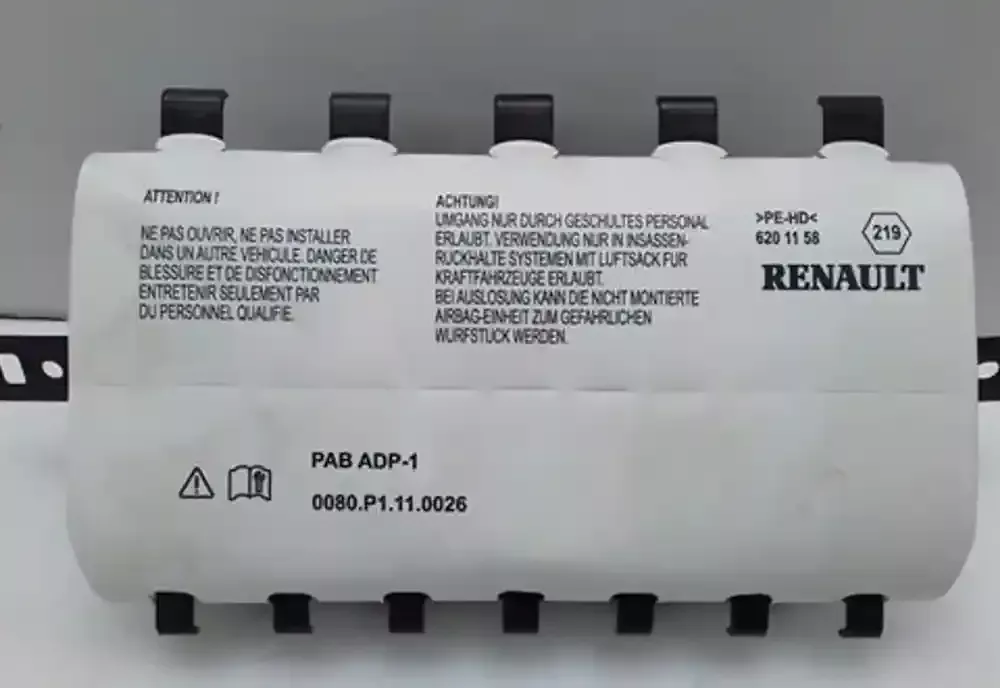 ATTENTION !
NE PAS OUVRIR, NE PAS INSTALLER
DANS UN AUTRE VEHICULE. DANGER DE
BLESSURE ET DE DISFONCTIONNEMENT
ENTRETENIR SEULEMENT PAR
DU PERSONNEL QUALIFIE.
ACHTUNG!
UMGANG NUR DURCH GESCHULTES PERSONAL
ERLAUBT. VERWENDUNG NUR IN INSASSEN-
RUCKHALTE SYSTEMEN MIT LUFTSACK FUR
KRAFTFAHRZEUGE ERLAUBT.
BEI AUSLOSUNG KANN DIE NICHT MONTIERTE
AIRBAG-EINHEIT ZUM GEFAHRLICHEN
WURFSTUCK WERDEN.
>PE-HD<
620 11 58
219
RENAULT
PAB ADP-1
0080.P1.11.0026